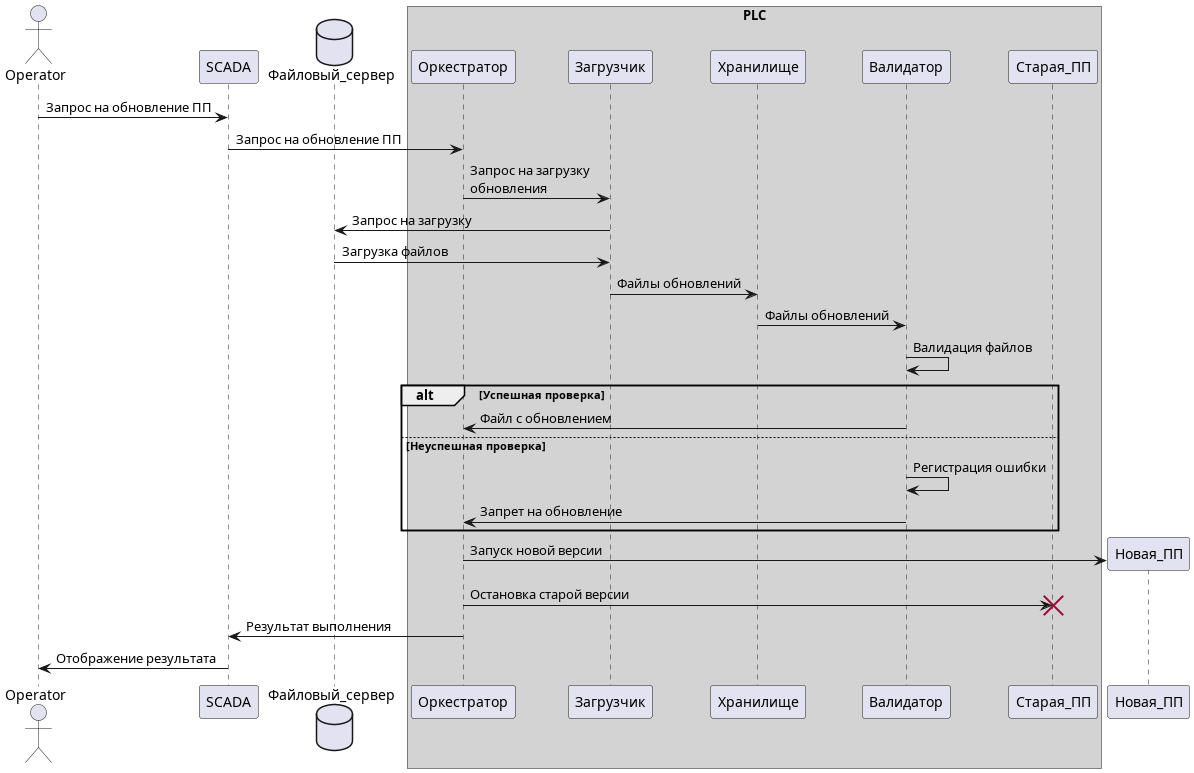 PLC
Operator
SCADA
Файловый_сервер
Оркестратор
Загрузчик
Хранилище
Валидатор
Старая_ПП
Запрос на обновление ПП
Запрос на обновление ПП
Запрос на загрузку
обновления
Запрос на загрузку
Загрузка файлов
Файлы обновлений
Файлы обновлений
Валидация файлов
alt
[Успешная проверка]
Файл с обновлением
[Неуспешная проверка]
Регистрация ошибки
Запрет на обновление
Запуск новой версии
Новая_ПП
Остановка старой версии
Результат выполнения
Отображение результата
Operator
SCADA
Файловый_сервер
Оркестратор
Загрузчик
Хранилище
Валидатор
Старая_ПП
Новая_ПП